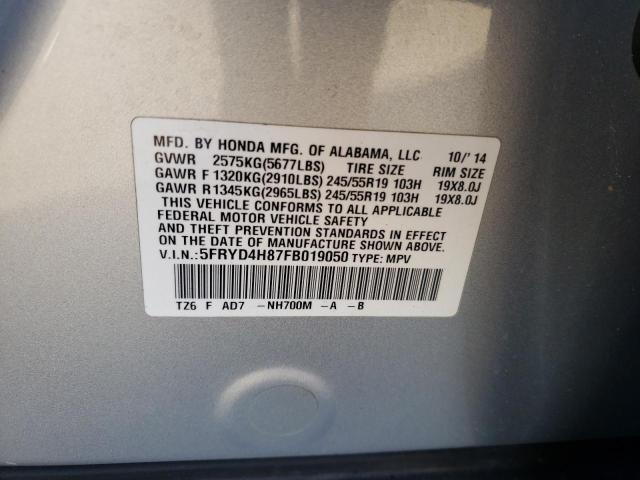 MFD. BY HONDA MFG. OF ALABAMA, LLC 10/'14
GVWR 2575KG(5677LBS) TIRE SIZE RIM SIZE
GAWR F 1320KG(2910LBS) 245/55R19 103H 19X8.0J
GAWR R1345KG(2965LBS) 245/55R19 103H 19X8.0J
THIS VEHICLE CONFORMS TO ALL APPLICABLE
FEDERAL MOTOR VEHICLE SAFETY
AND THEFT PREVENTION STANDARDS IN EFFECT
ON THE DATE OF MANUFACTURE SHOWN ABOVE.
V.I.N.: 5FRYD4H87FB019050 TYPE: MPV
TZ6 F AD7 -NH700M -A -B